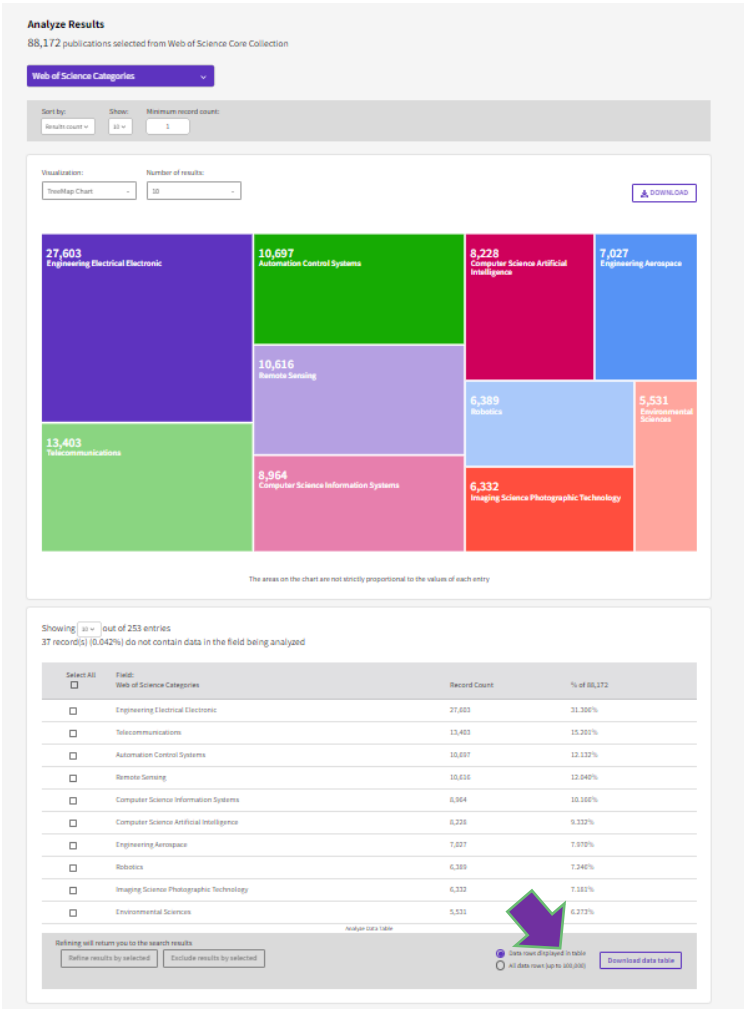 Analyze Results
88,172 publications selected from Web of Science Core Collection
Web of Science Categories
Sort by: Show: Minimum record count:
Results count 10 1
Visualization: Number of results:
TreeMap Chart 10
DOWNLOAD
27,603
Engineering Electrical Electronic
10,697
Automation Control Systems
8,228
Computer Science Artificial
Intelligence
7,027
Engineering Aerospace
10,616
Remote Sensing
6,389
Robotics
5,531
Environmental
Sciences
13,403
Telecommunications
8,964
Computer Science Information Systems
6,332
Imaging Science Photographic Technology
The areas on the chart are not strictly proportional to the values of each entry
Showing 10 out of 253 entries
37 record(s) (0.042%) do not contain data in the field being analyzed
Select All Field:
Web of Science Categories Record Count % of 88,172
Engineering Electrical Electronic 27,603 31.306%
Telecommunications 13,403 15.201%
Automation Control Systems 10,697 12.132%
Remote Sensing 10,616 12.040%
Computer Science Information Systems 8,964 10.166%
Computer Science Artificial Intelligence 8,228 9.332%
Engineering Aerospace 7,027 7.970%
Robotics 6,389 7.246%
Imaging Science Photographic Technology 6,332 7.181%
Environmental Sciences 5,531 6.273%
Analyze Data Table
Refining will return you to the search results
Refine results by selected Exclude results by selected
Data rows displayed in table
All data rows (up to 100,000)
Download data table